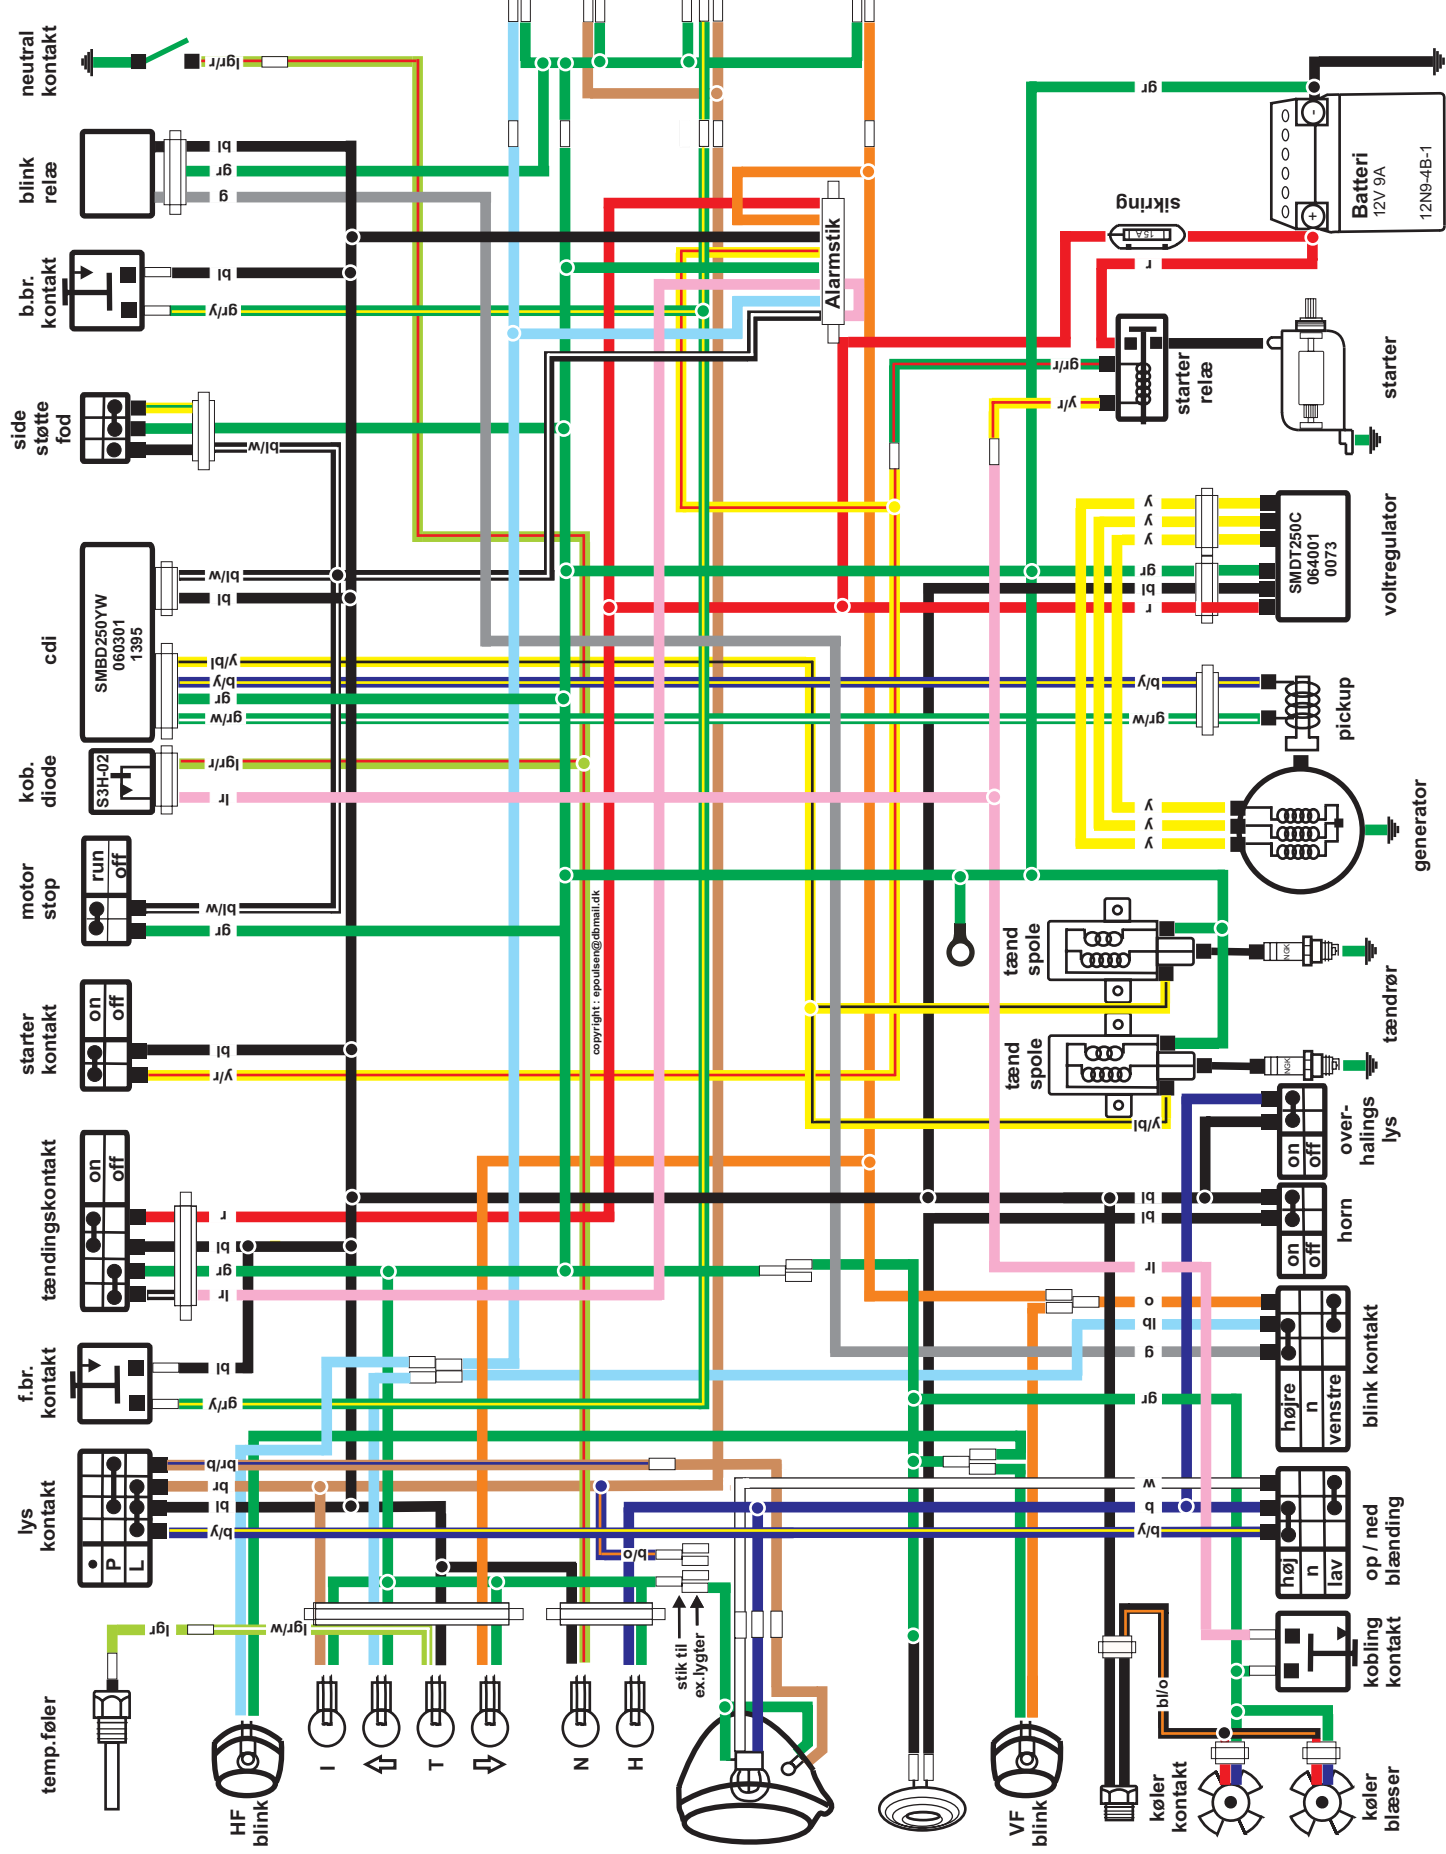 neutral
kontakt
lgr/r
blink
relæ
bl
gr
g
b.br.
kontakt
bl
gr/y
side
støtte
fod
bl/w
cdi
SMBD250YW
060301
1395
bl/w
bl
y/bl
b/y
gr
gr/w
kob.
diode
S3H-02
lgr/r
lr
motor
stop
run
off
bl/w
gr
starter
kontakt
on
off
bl
y/r
tændingskontakt
on
off
r
bl
gr
lr
f.br.
kontakt
bl
gr/y
lys
kontakt
P
L
br/b
br
bl
b/y
temp.føler
lgr
lgr/w
HF
blink
I
T
N
H
b/o
stik til
ex.lygter
copyright : epoulsen@dbmail.dk
Alarmstik
gr
sikring
15A
r
Batteri
12V 9A
12N9-4B-1
+
-
gr/r
y/r
starter
relæ
starter
y
y
y
gr
bl
r
SMDT250C
064001
0073
voltregulator
b/y
gr/w
pickup
y
y
y
generator
tænd
spole
tænd
spole
NGK
NGK
tændrør
y/bl
on
off
over-
halings
lys
bl
bl
on
off
horn
lr
o
lb
g
gr
højre
n
venstre
blink kontakt
w
b
b/y
høj
n
lav
op / ned
blænding
kobling
kontakt
bl/o
VF
blink
køler
kontakt
køler
blæser